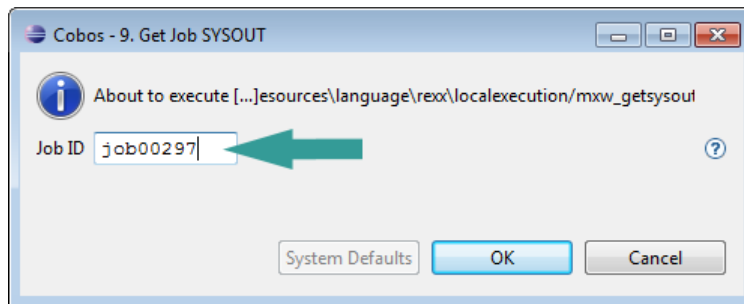 Cobos - 9. Get Job SYSOUT
About to execute [...]esources\language\rexx\localexecution/mxw_getsysout
Job ID job00297
System Defaults OK Cancel